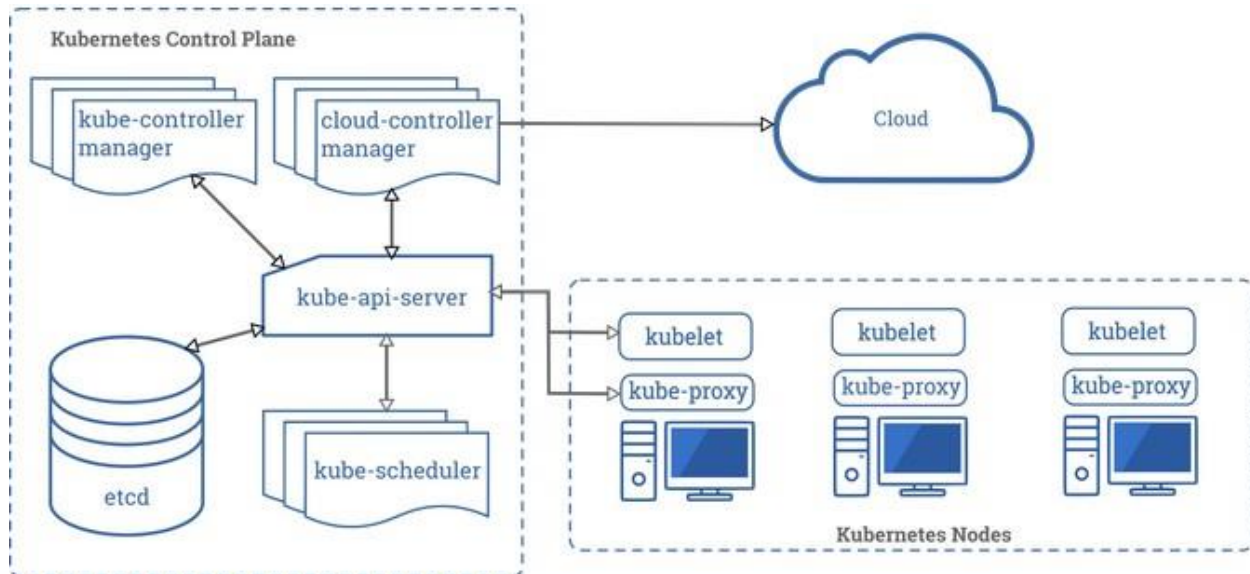 Kubernetes Control Plane
kube-controller
manager
cloud-controller
manager
Cloud
kube-api-server
etcd
kube-scheduler
kubelet
kubelet
kubelet
kube-proxy
kube-proxy
kube-proxy
Kubernetes Nodes